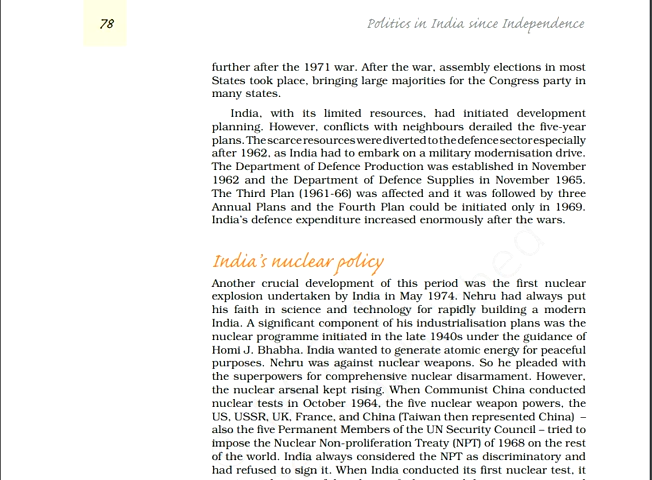 78
Politics in India since Independence
further after the 1971 war. After the war, assembly elections in most
States took place, bringing large majorities for the Congress party in
many states.
India, with its limited resources, had initiated development
planning. However, conflicts with neighbours derailed the five-year
plans. The scarce resources were diverted to the defence sector especially
after 1962, as India had to embark on a military modernisation drive.
The Department of Defence Production was established in November
1962 and the Department of Defence Supplies in November 1965.
The Third Plan (1961-66) was affected and it was followed by three
Annual Plans and the Fourth Plan could be initiated only in 1969.
India's defence expenditure increased enormously after the wars.
India's nuclear policy
Another crucial development of this period was the first nuclear
explosion undertaken by India in May 1974. Nehru had always put
his faith in science and technology for rapidly building a modern
India. A significant component of his industrialisation plans was the
nuclear programme initiated in the late 1940s under the guidance of
Homi J. Bhabha. India wanted to generate atomic energy for peaceful
purposes. Nehru was against nuclear weapons. So he pleaded with
the superpowers for comprehensive nuclear disarmament. However,
the nuclear arsenal kept rising. When Communist China conducted
nuclear tests in October 1964, the five nuclear weapon powers, the
US, USSR, UK, France, and China (Taiwan then represented China) –
also the five Permanent Members of the UN Security Council – tried to
impose the Nuclear Non-proliferation Treaty (NPT) of 1968 on the rest
of the world. India always considered the NPT as discriminatory and
had refused to sign it. When India conducted its first nuclear test, it